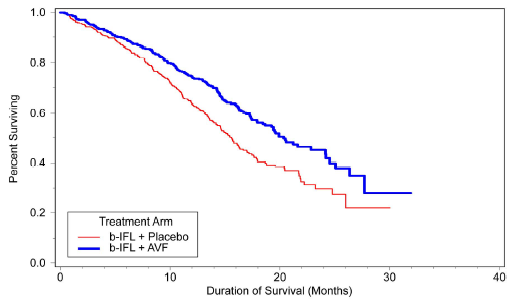 1.0
0.8
0.6
0.4
0.2
0.0
Percent Surviving
Treatment Arm
b-IFL + Placebo
b-IFL + AVF
0
10
20
30
40
Duration of Survival (Months)